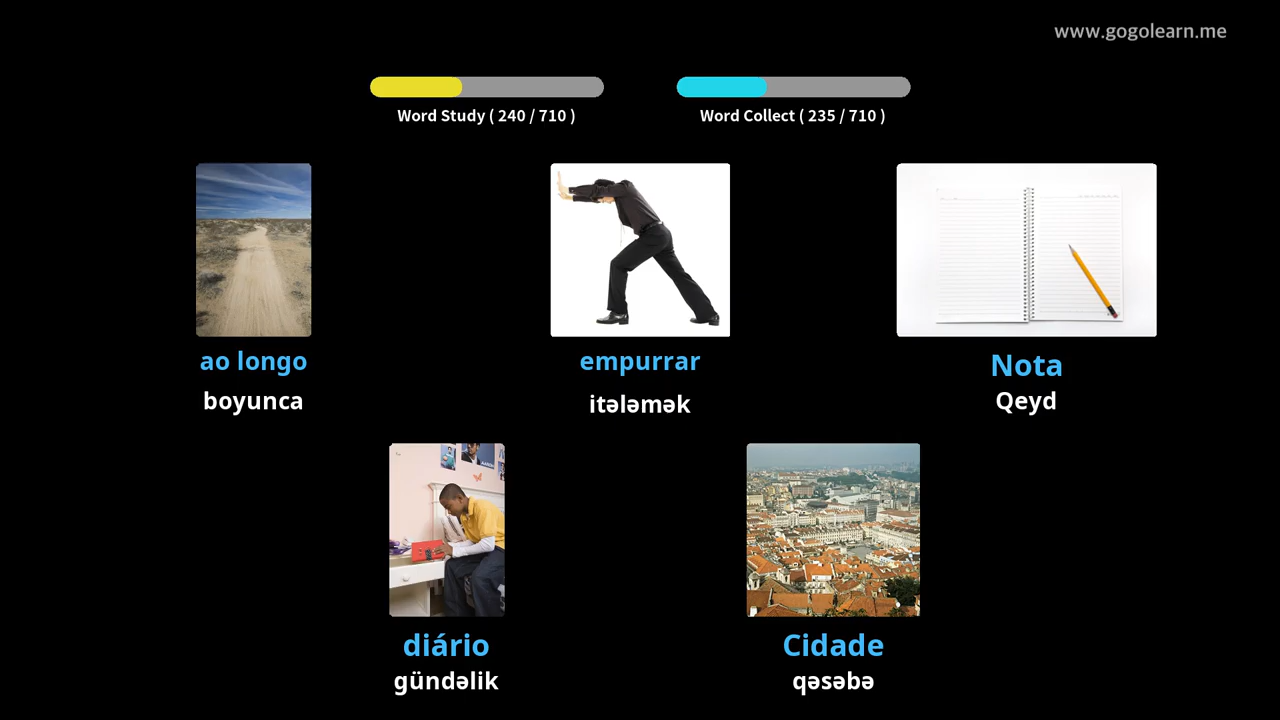 www.gogolearn.me
Word Study ( 240 / 710 )
Word Collect ( 235 / 710 )
ao longo
boyunca
empurrar
itələmək
Nota
Qeyd
diário
gündəlik
Cidade
qəsəbə